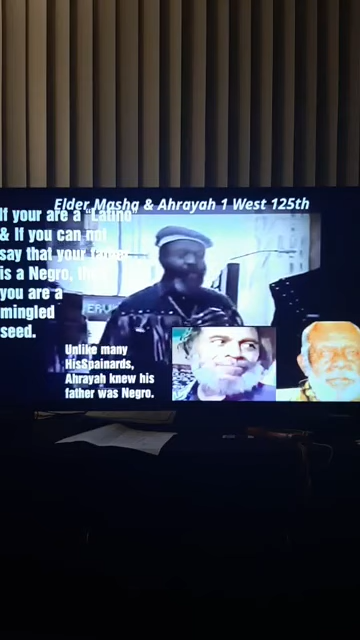 Elder Masha & Ahrayah 1 West 125th
If your are a "Latino"
& If you can not
say that your father
is a Negro,
you are a
mingled
seed.
Unlike many
HisSpainards,
Ahrayah knew his
father was Negro.